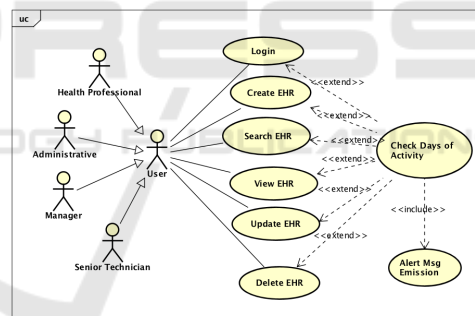 uc
Login
<<extend>>
Health Professional
Create EHR
<<extend>>
Administrative
Search EHR
<<extend>>
Check Days of
Activity
User
<<extend>>
View EHR
Manager
<<extend>>
<<include>>
Update EHR
<<extend>>
Senior Technician
Alert Msg
Emission
Delete EHR